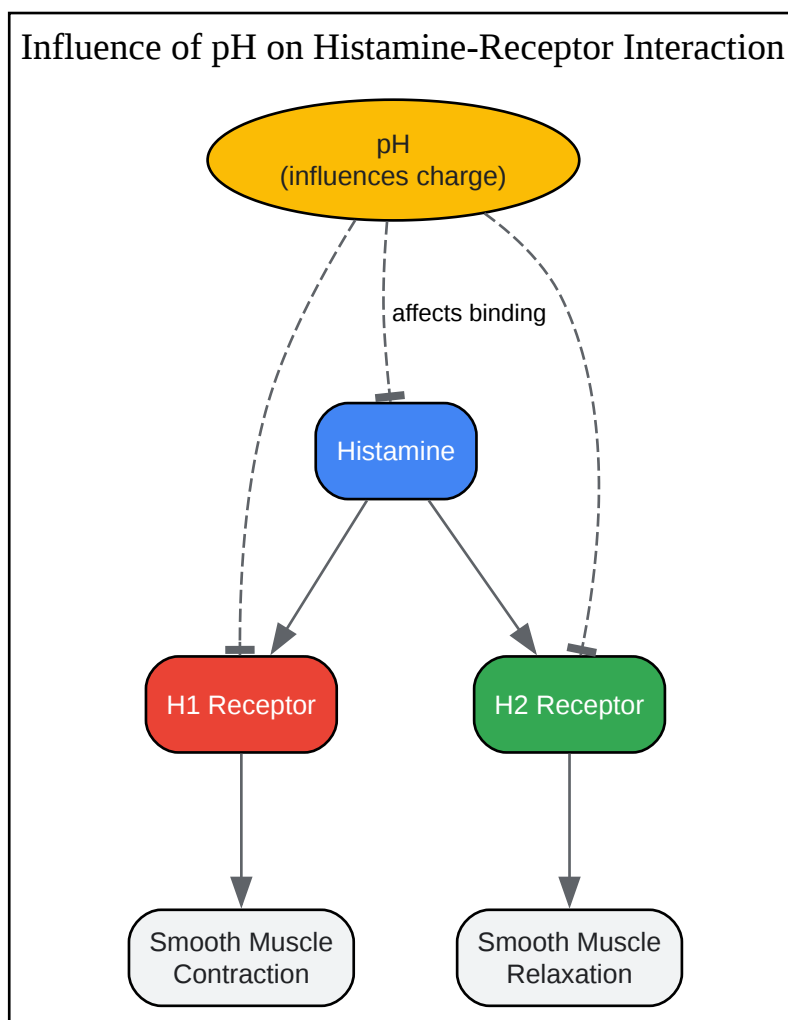 Influence of pH on Histamine-Receptor Interaction
pH
(influences charge)
affects binding
Histamine
H1 Receptor
H2 Receptor
Smooth Muscle
Contraction
Smooth Muscle
Relaxation